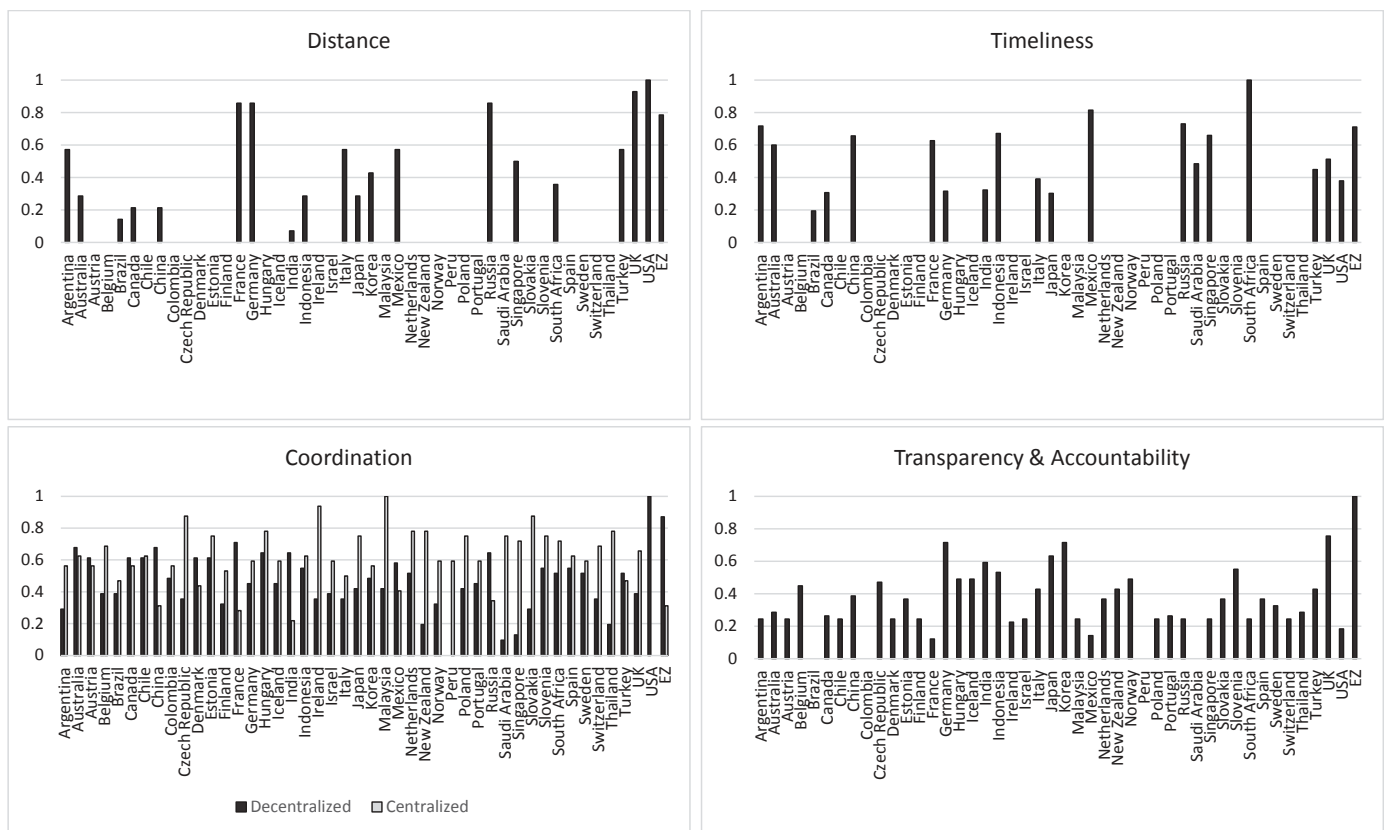 Distance
1
0.8
0.6
0.4
0.2
0
Argentina
Australia
Austria
Belgium
Brazil
Canada
Chile
China
Colombia
Czech Republic
Denmark
Estonia
Finland
France
Germany
Hungary
Iceland
India
Indonesia
Ireland
Israel
Italy
Japan
Korea
Malaysia
Mexico
Netherlands
New Zealand
Norway
Peru
Poland
Portugal
Russia
Saudi Arabia
Singapore
Slovakia
Slovenia
South Africa
Spain
Sweden
Switzerland
Thailand
Turkey
UK
USA
EZ
Timeliness
1
0.8
0.6
0.4
0.2
0
Argentina
Australia
Austria
Belgium
Brazil
Canada
Chile
China
Colombia
Czech Republic
Denmark
Estonia
Finland
France
Germany
Hungary
Iceland
India
Indonesia
Ireland
Israel
Italy
Japan
Korea
Malaysia
Mexico
Netherlands
New Zealand
Norway
Peru
Poland
Portugal
Russia
Saudi Arabia
Singapore
Slovakia
Slovenia
South Africa
Spain
Sweden
Switzerland
Thailand
Turkey
UK
USA
EZ
Coordination
1
0.8
0.6
0.4
0.2
0
Argentina
Australia
Austria
Belgium
Brazil
Canada
Chile
China
Colombia
Czech Republic
Denmark
Estonia
Finland
France
Germany
Hungary
Iceland
India
Indonesia
Ireland
Israel
Italy
Japan
Korea
Malaysia
Mexico
Netherlands
New Zealand
Norway
Peru
Poland
Portugal
Russia
Saudi Arabia
Singapore
Slovakia
Slovenia
South Africa
Spain
Sweden
Switzerland
Thailand
Turkey
UK
USA
EZ
Decentralized
Centralized
Transparency & Accountability
1
0.8
0.6
0.4
0.2
0
Argentina
Australia
Austria
Belgium
Brazil
Canada
Chile
China
Colombia
Czech Republic
Denmark
Estonia
Finland
France
Germany
Hungary
Iceland
India
Indonesia
Ireland
Israel
Italy
Japan
Korea
Malaysia
Mexico
Netherlands
New Zealand
Norway
Peru
Poland
Portugal
Russia
Saudi Arabia
Singapore
Slovakia
Slovenia
South Africa
Spain
Sweden
Switzerland
Thailand
Turkey
UK
USA
EZ